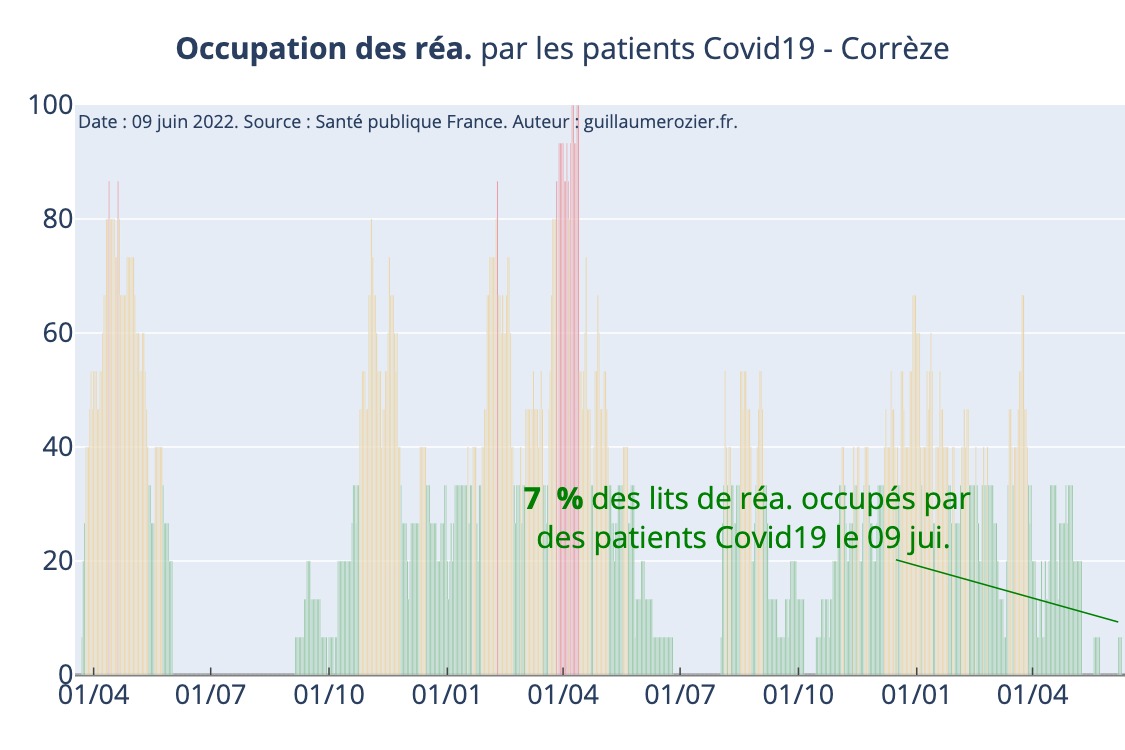 Occupation des réa. par les patients Covid19 - Corrèze
100
Date : 09 juin 2022. Source : Santé publique France. Auteur : guillaumerozier.fr.
80
60
40
7 % des lits de réa. occupés par
des patients Covid19 le 09 jui.
20
0
01/04 01/07 01/10 01/01 01/04 01/07 01/10 01/01 01/04